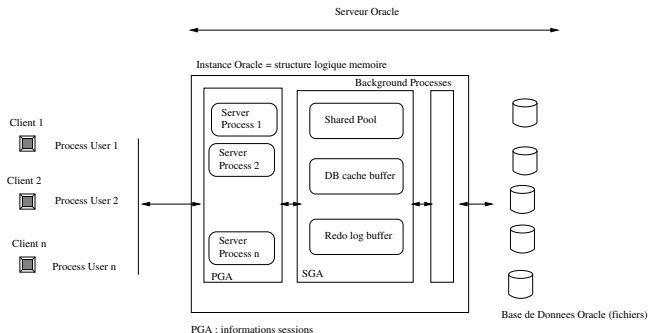 Serveur Oracle
Instance Oracle = structure logique memoire
Background Processes
Client 1
Process User 1
Client 2
Process User 2
Client n
Process User n
Server
Process 1
Server
Process 2
Server
Process n
PGA
Shared Pool
DB cache buffer
Redo log buffer
SGA
Base de Donnees Oracle (fichiers)
PGA : informations sessions